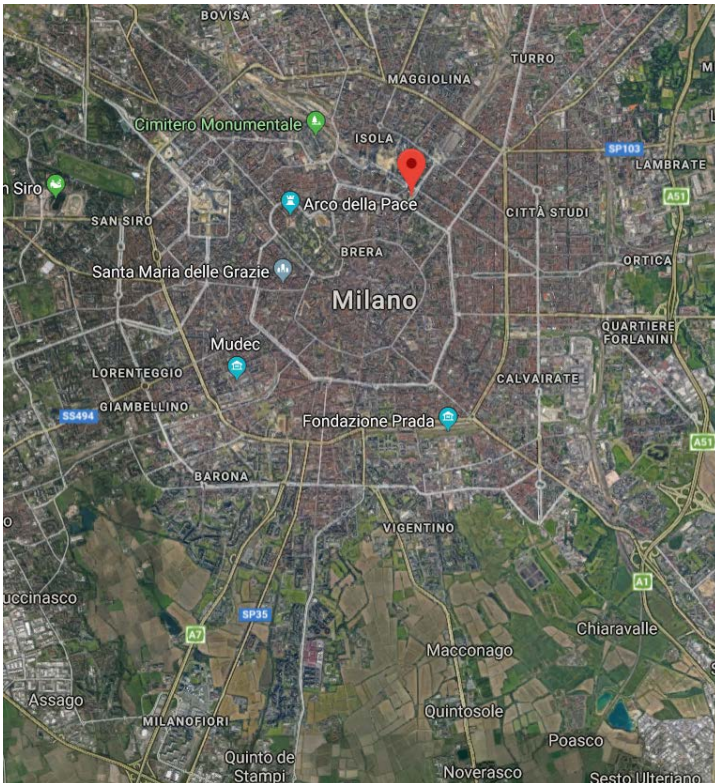 BOVISA
TURRO
MAGGIOLINA
Cimitero Monumentale
ISOLA
SP103
LAMBRATE
n Siro
A51
Arco della Pace
SAN SIRO
CITTÀ STUDI
BRERA
ORTICA
Santa Maria delle Grazie
Milano
QUARTIERE
FORLANINI
Mudec
LORENTEGGIO
CALVAIRATE
GIAMBELLINO
SS494
Fondazione Prada
A51
BARONA
VIGENTINO
uccinasco
A1
SP35
Chiaravalle
A7
Macconago
Assago
Quintosole
MILANOFIORI
Poasco
Quinto de
Stampi
Noverasco
Sesto Ulteriano